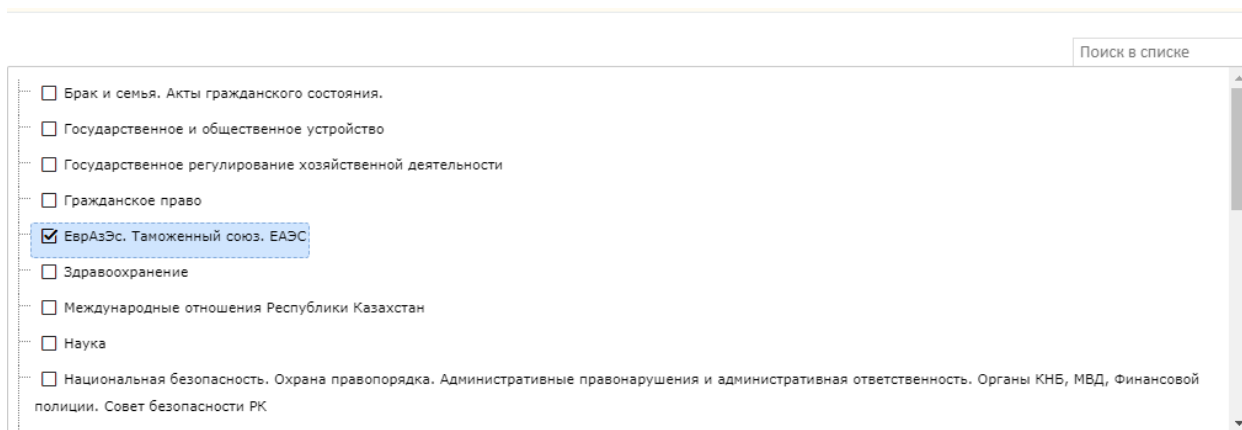 Поиск в списке
Брак и семья. Акты гражданского состояния.
Государственное и общественное устройство
Государственное регулирование хозяйственной деятельности
Гражданское право
ЕврАзЭс. Таможенный союз. ЕАЭС
Здравоохранение
Международные отношения Республики Казахстан
Наука
Национальная безопасность. Охрана правопорядка. Административные правонарушения и административная ответственность. Органы КНБ, МВД, Финансовой
полиции. Совет безопасности РК